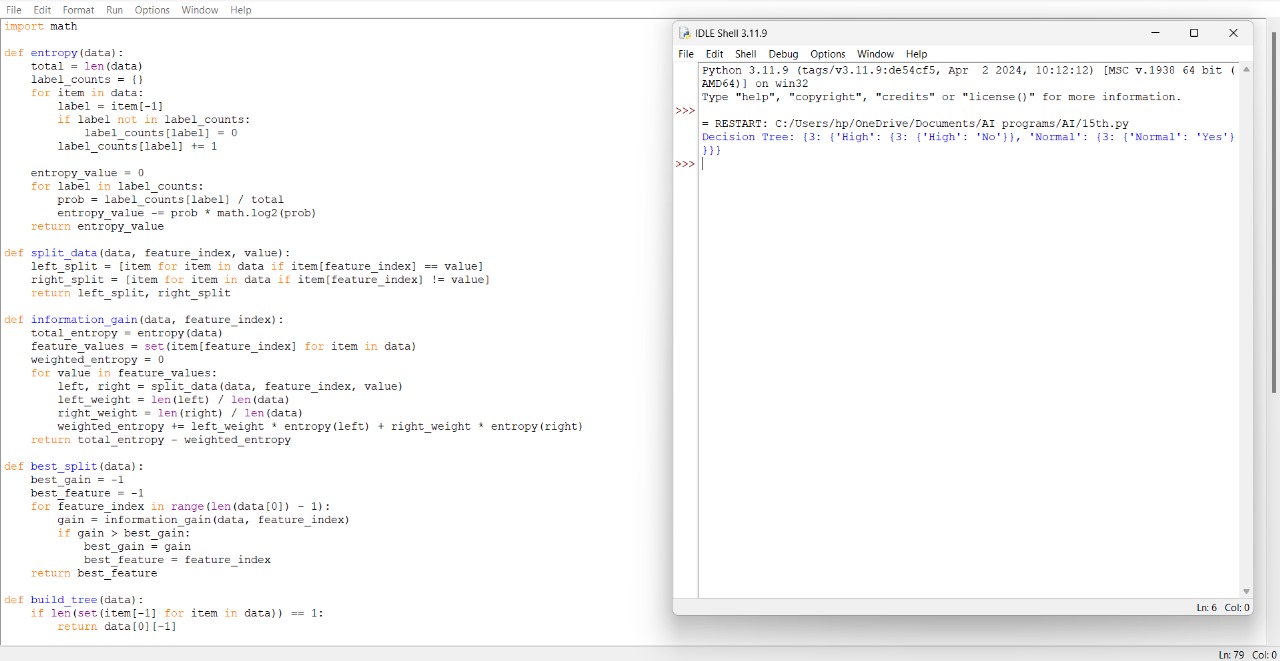 File Edit Format Run Options Window Help
import math

def entropy(data):
    total = len(data)
    label_counts = {}
    for item in data:
        label = item[-1]
        if label not in label_counts:
            label_counts[label] = 0
        label_counts[label] += 1

    entropy_value = 0
    for label in label_counts:
        prob = label_counts[label] / total
        entropy_value -= prob * math.log2(prob)
    return entropy_value

def split_data(data, feature_index, value):
    left_split = [item for item in data if item[feature_index] == value]
    right_split = [item for item in data if item[feature_index] != value]
    return left_split, right_split

def information_gain(data, feature_index):
    total_entropy = entropy(data)
    feature_values = set(item[feature_index] for item in data)
    weighted_entropy = 0
    for value in feature_values:
        left, right = split_data(data, feature_index, value)
        left_weight = len(left) / len(data)
        right_weight = len(right) / len(data)
        weighted_entropy += left_weight * entropy(left) + right_weight * entropy(right)
    return total_entropy - weighted_entropy

def best_split(data):
    best_gain = -1
    best_feature = -1
    for feature_index in range(len(data[0]) - 1):
        gain = information_gain(data, feature_index)
        if gain > best_gain:
            best_gain = gain
            best_feature = feature_index
    return best_feature

def build_tree(data):
    if len(set(item[-1] for item in data)) == 1:
        return data[0][-1]
Ln: 79 Col: 0
IDLE Shell 3.11.9
File Edit Shell Debug Options Window Help
Python 3.11.9 (tags/v3.11.9:de54cf5, Apr  2 2024, 10:12:12) [MSC v.1938 64 bit (
AMD64)] on win32
Type "help", "copyright", "credits" or "license()" for more information.
>>>
= RESTART: C:/Users/hp/OneDrive/Documents/AI programs/AI/15th.py
Decision Tree: {3: {'High': {3: {'High': 'No'}}, 'Normal': {3: {'Normal': 'Yes'}
}}}
>>>
Ln: 6 Col: 0